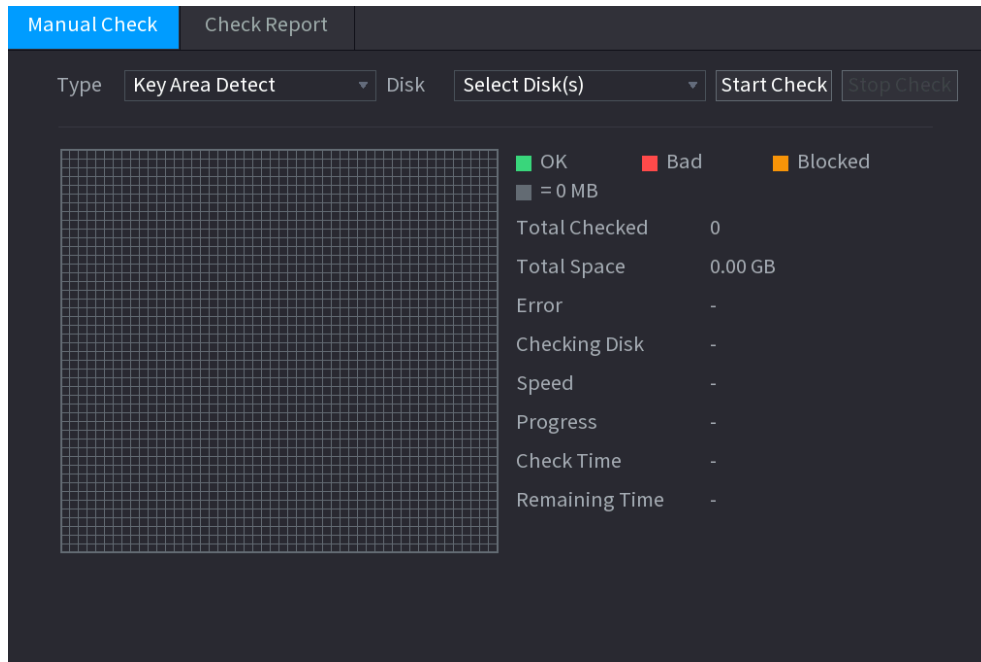 Manual Check Check Report
Type Key Area Detect Disk Select Disk(s) Start Check Stop Check
OK Bad Blocked
= 0 MB
Total Checked 0
Total Space 0.00 GB
Error -
Checking Disk -
Speed -
Progress -
Check Time -
Remaining Time -